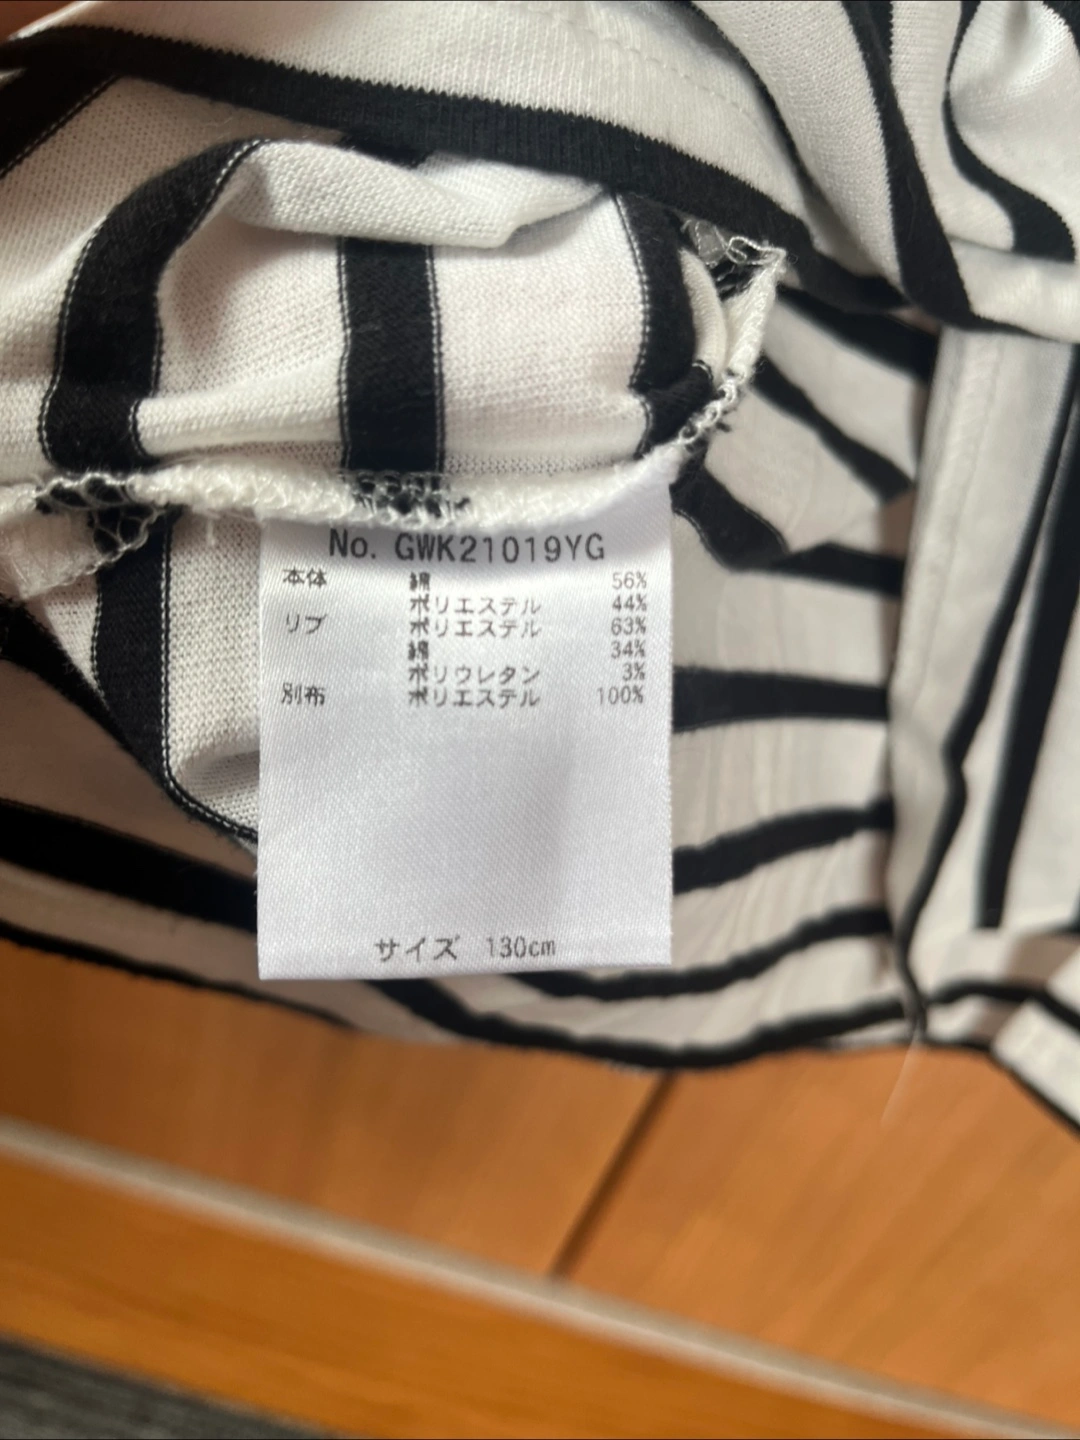 No. GWK21019YG
本体 綿 56%
ポリエステル 44%
リブ ポリエステル 63%
綿 34%
ポリウレタン 3%
別布 ポリエステル 100%
サイズ 130cm